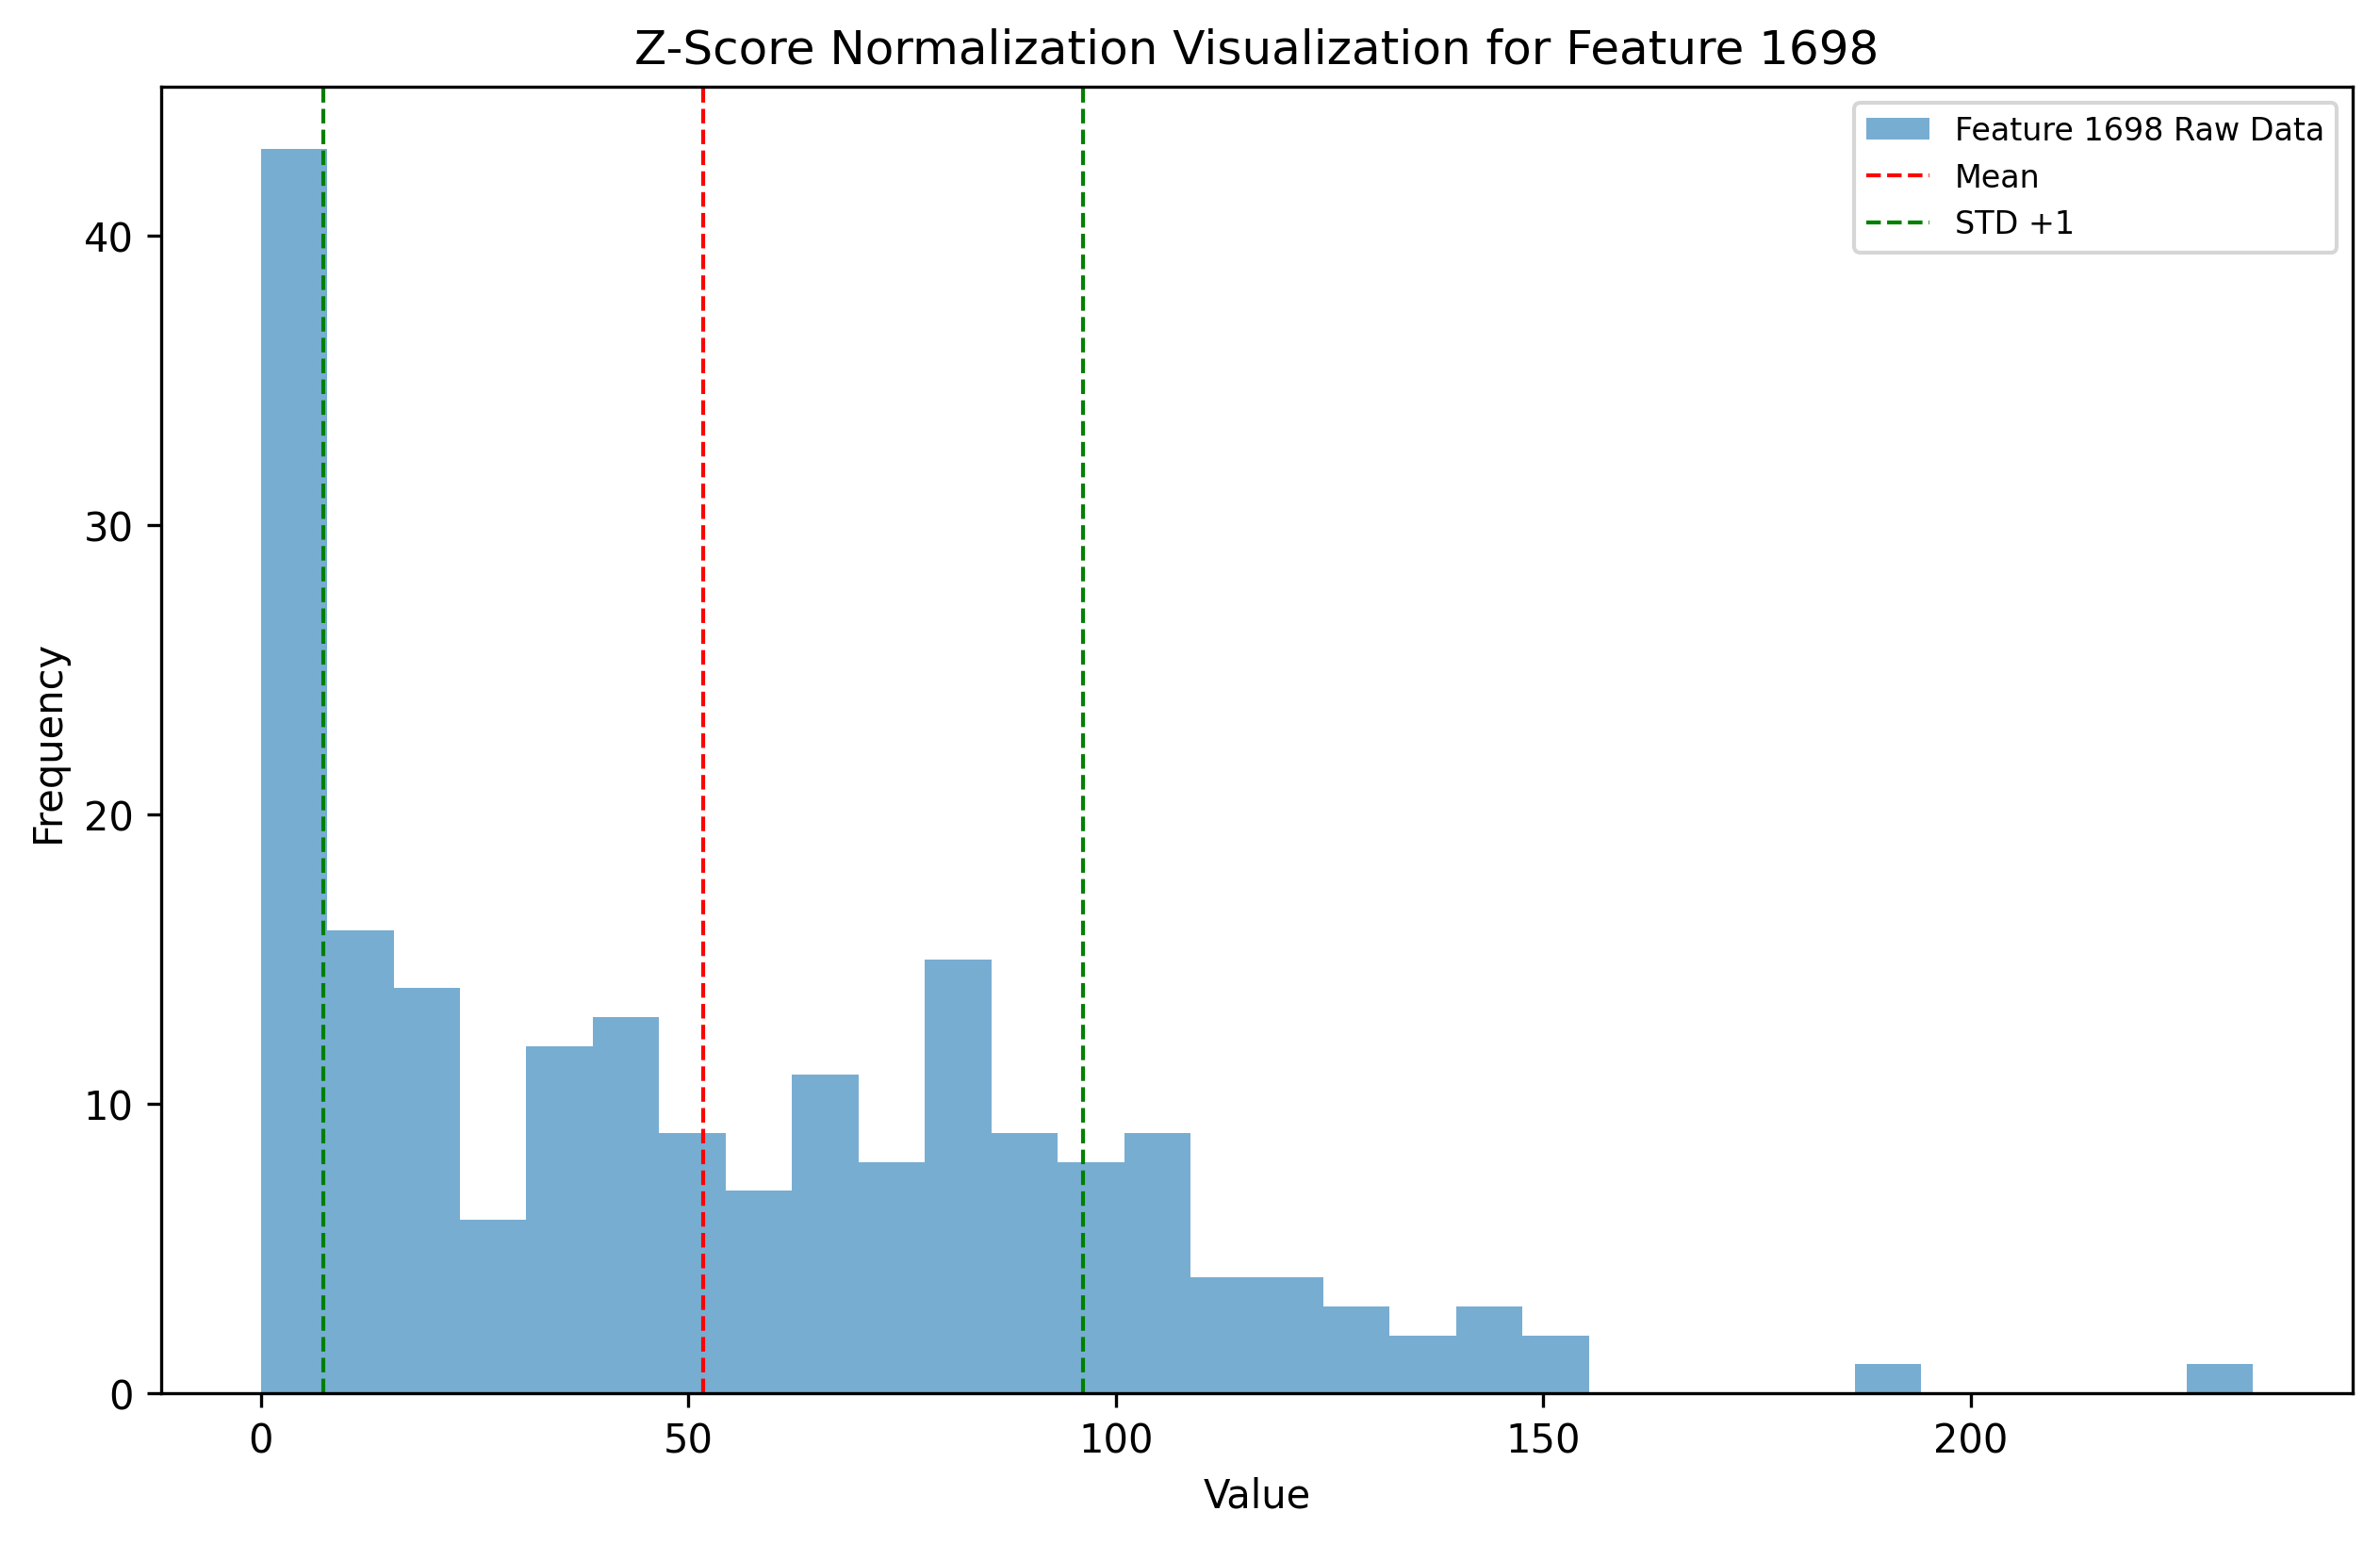 Z-Score Normalization Visualization for Feature 1698
Feature 1698 Raw Data
Mean
STD +1
Frequency
40
30
20
10
0
0 50 100 150 200
Value